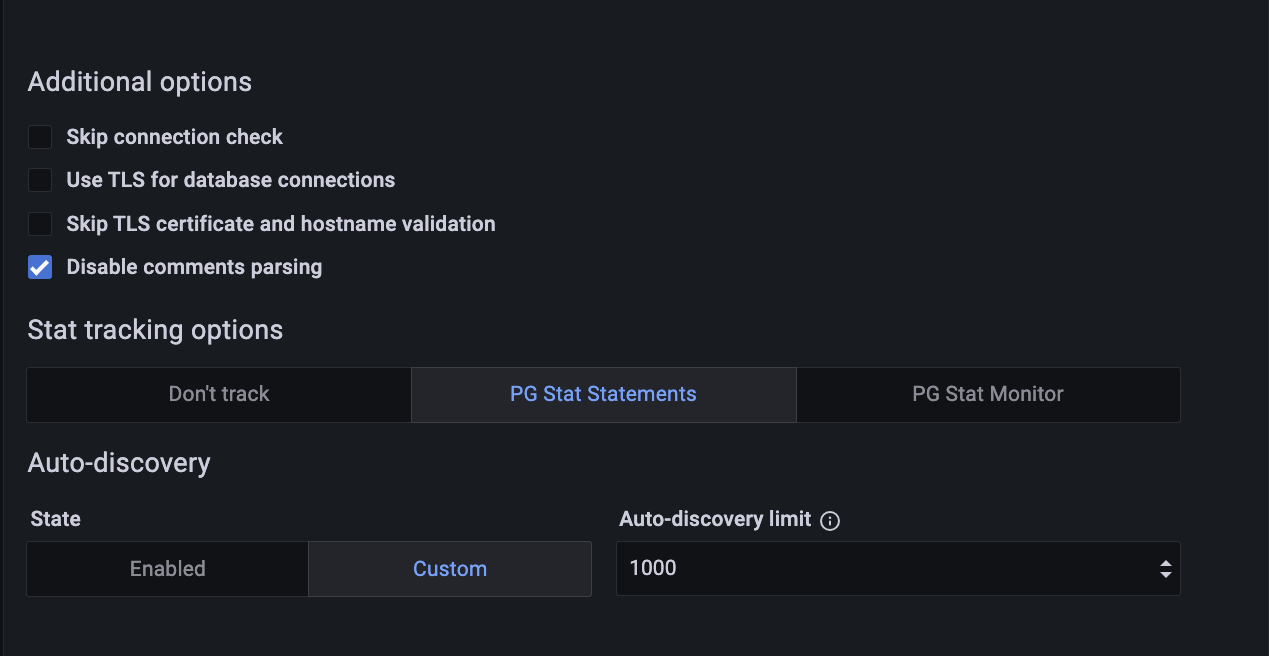 Additional options
Skip connection check
Use TLS for database connections
Skip TLS certificate and hostname validation
Disable comments parsing
Stat tracking options
Don't track PG Stat Statements PG Stat Monitor
Auto-discovery
State Auto-discovery limit
Enabled Custom 1000